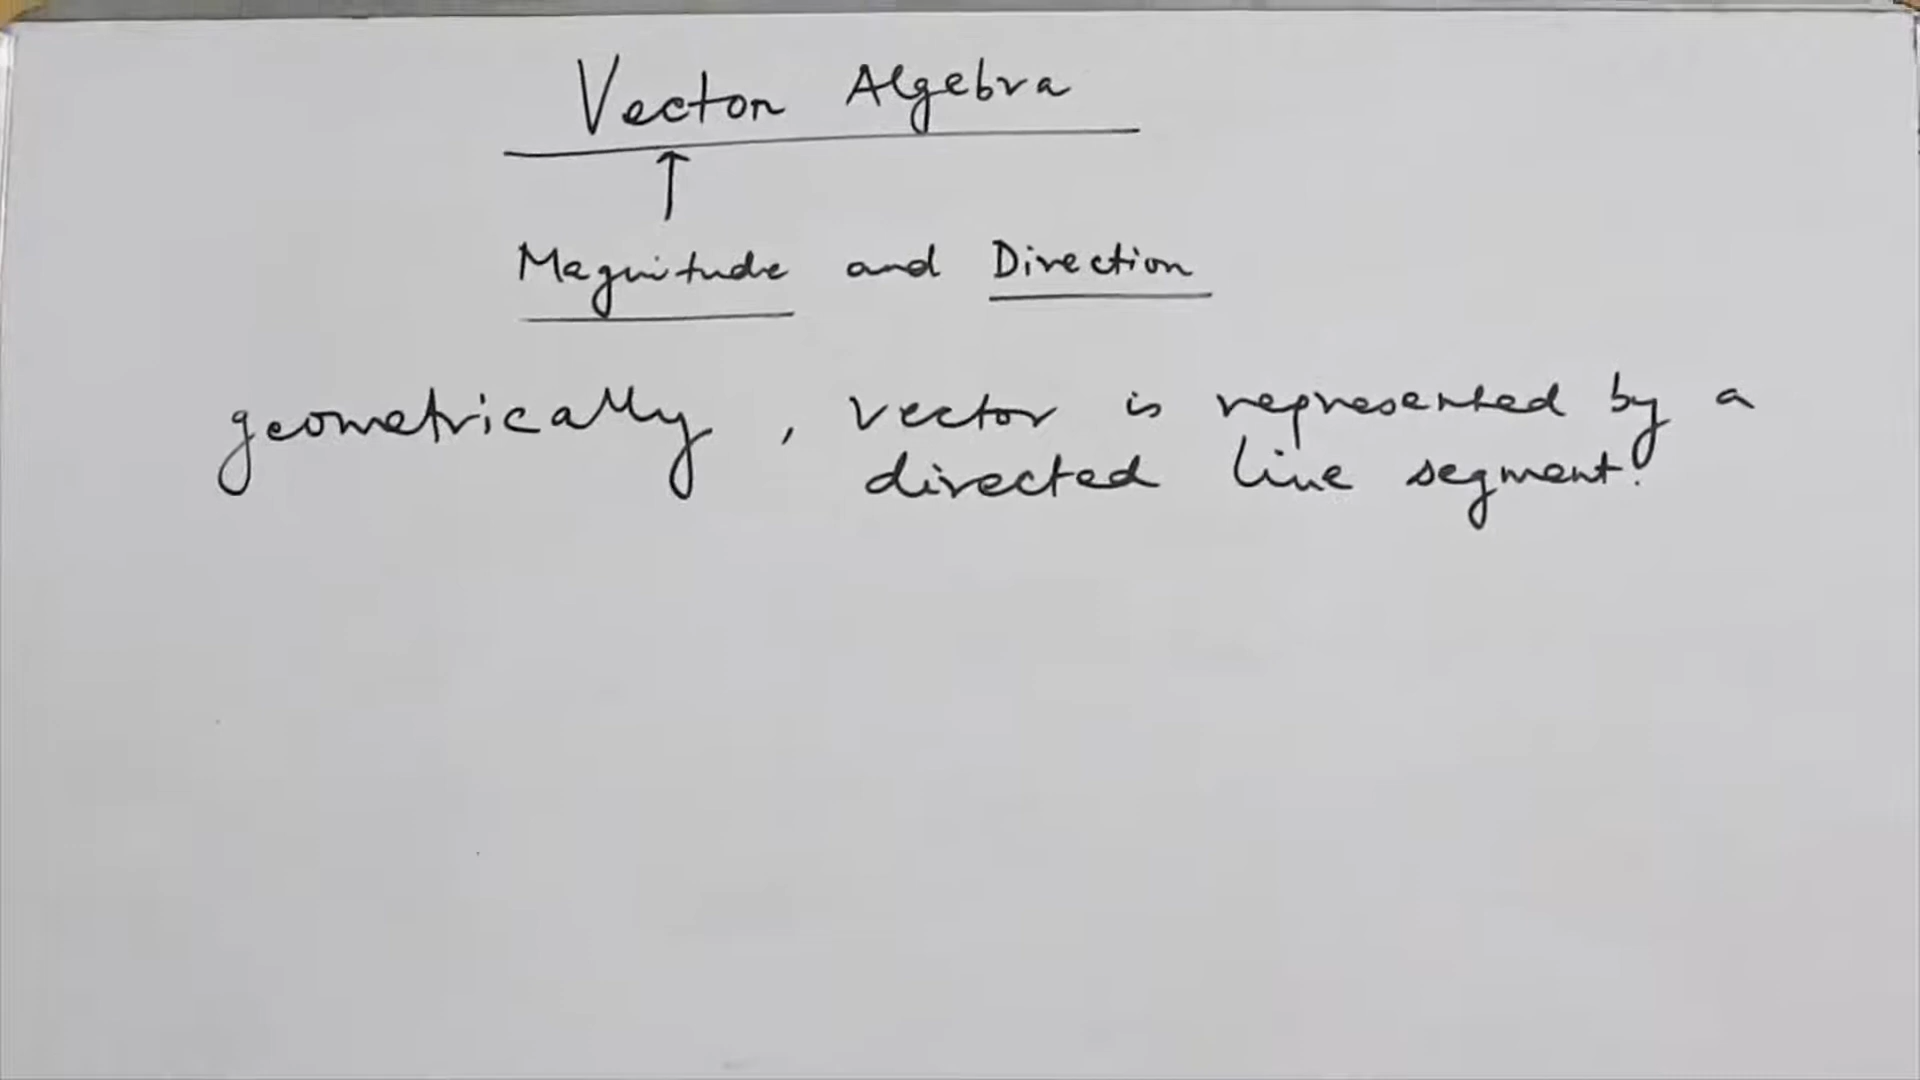 Vector Algebra
↑
Magnitude and Direction
geometrically, vector is represented by a
directed line segment.